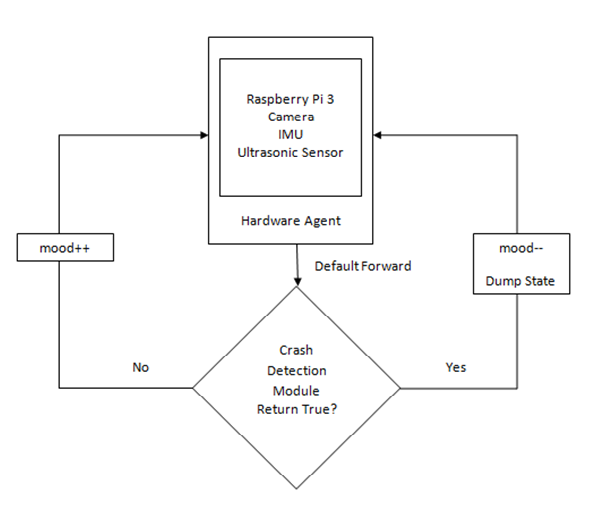 Raspberry Pi 3
Camera
IMU
Ultrasonic Sensor
Hardware Agent
mood++
mood--
Dump State
Default Forward
Crash
Detection
Module
Return True?
No
Yes